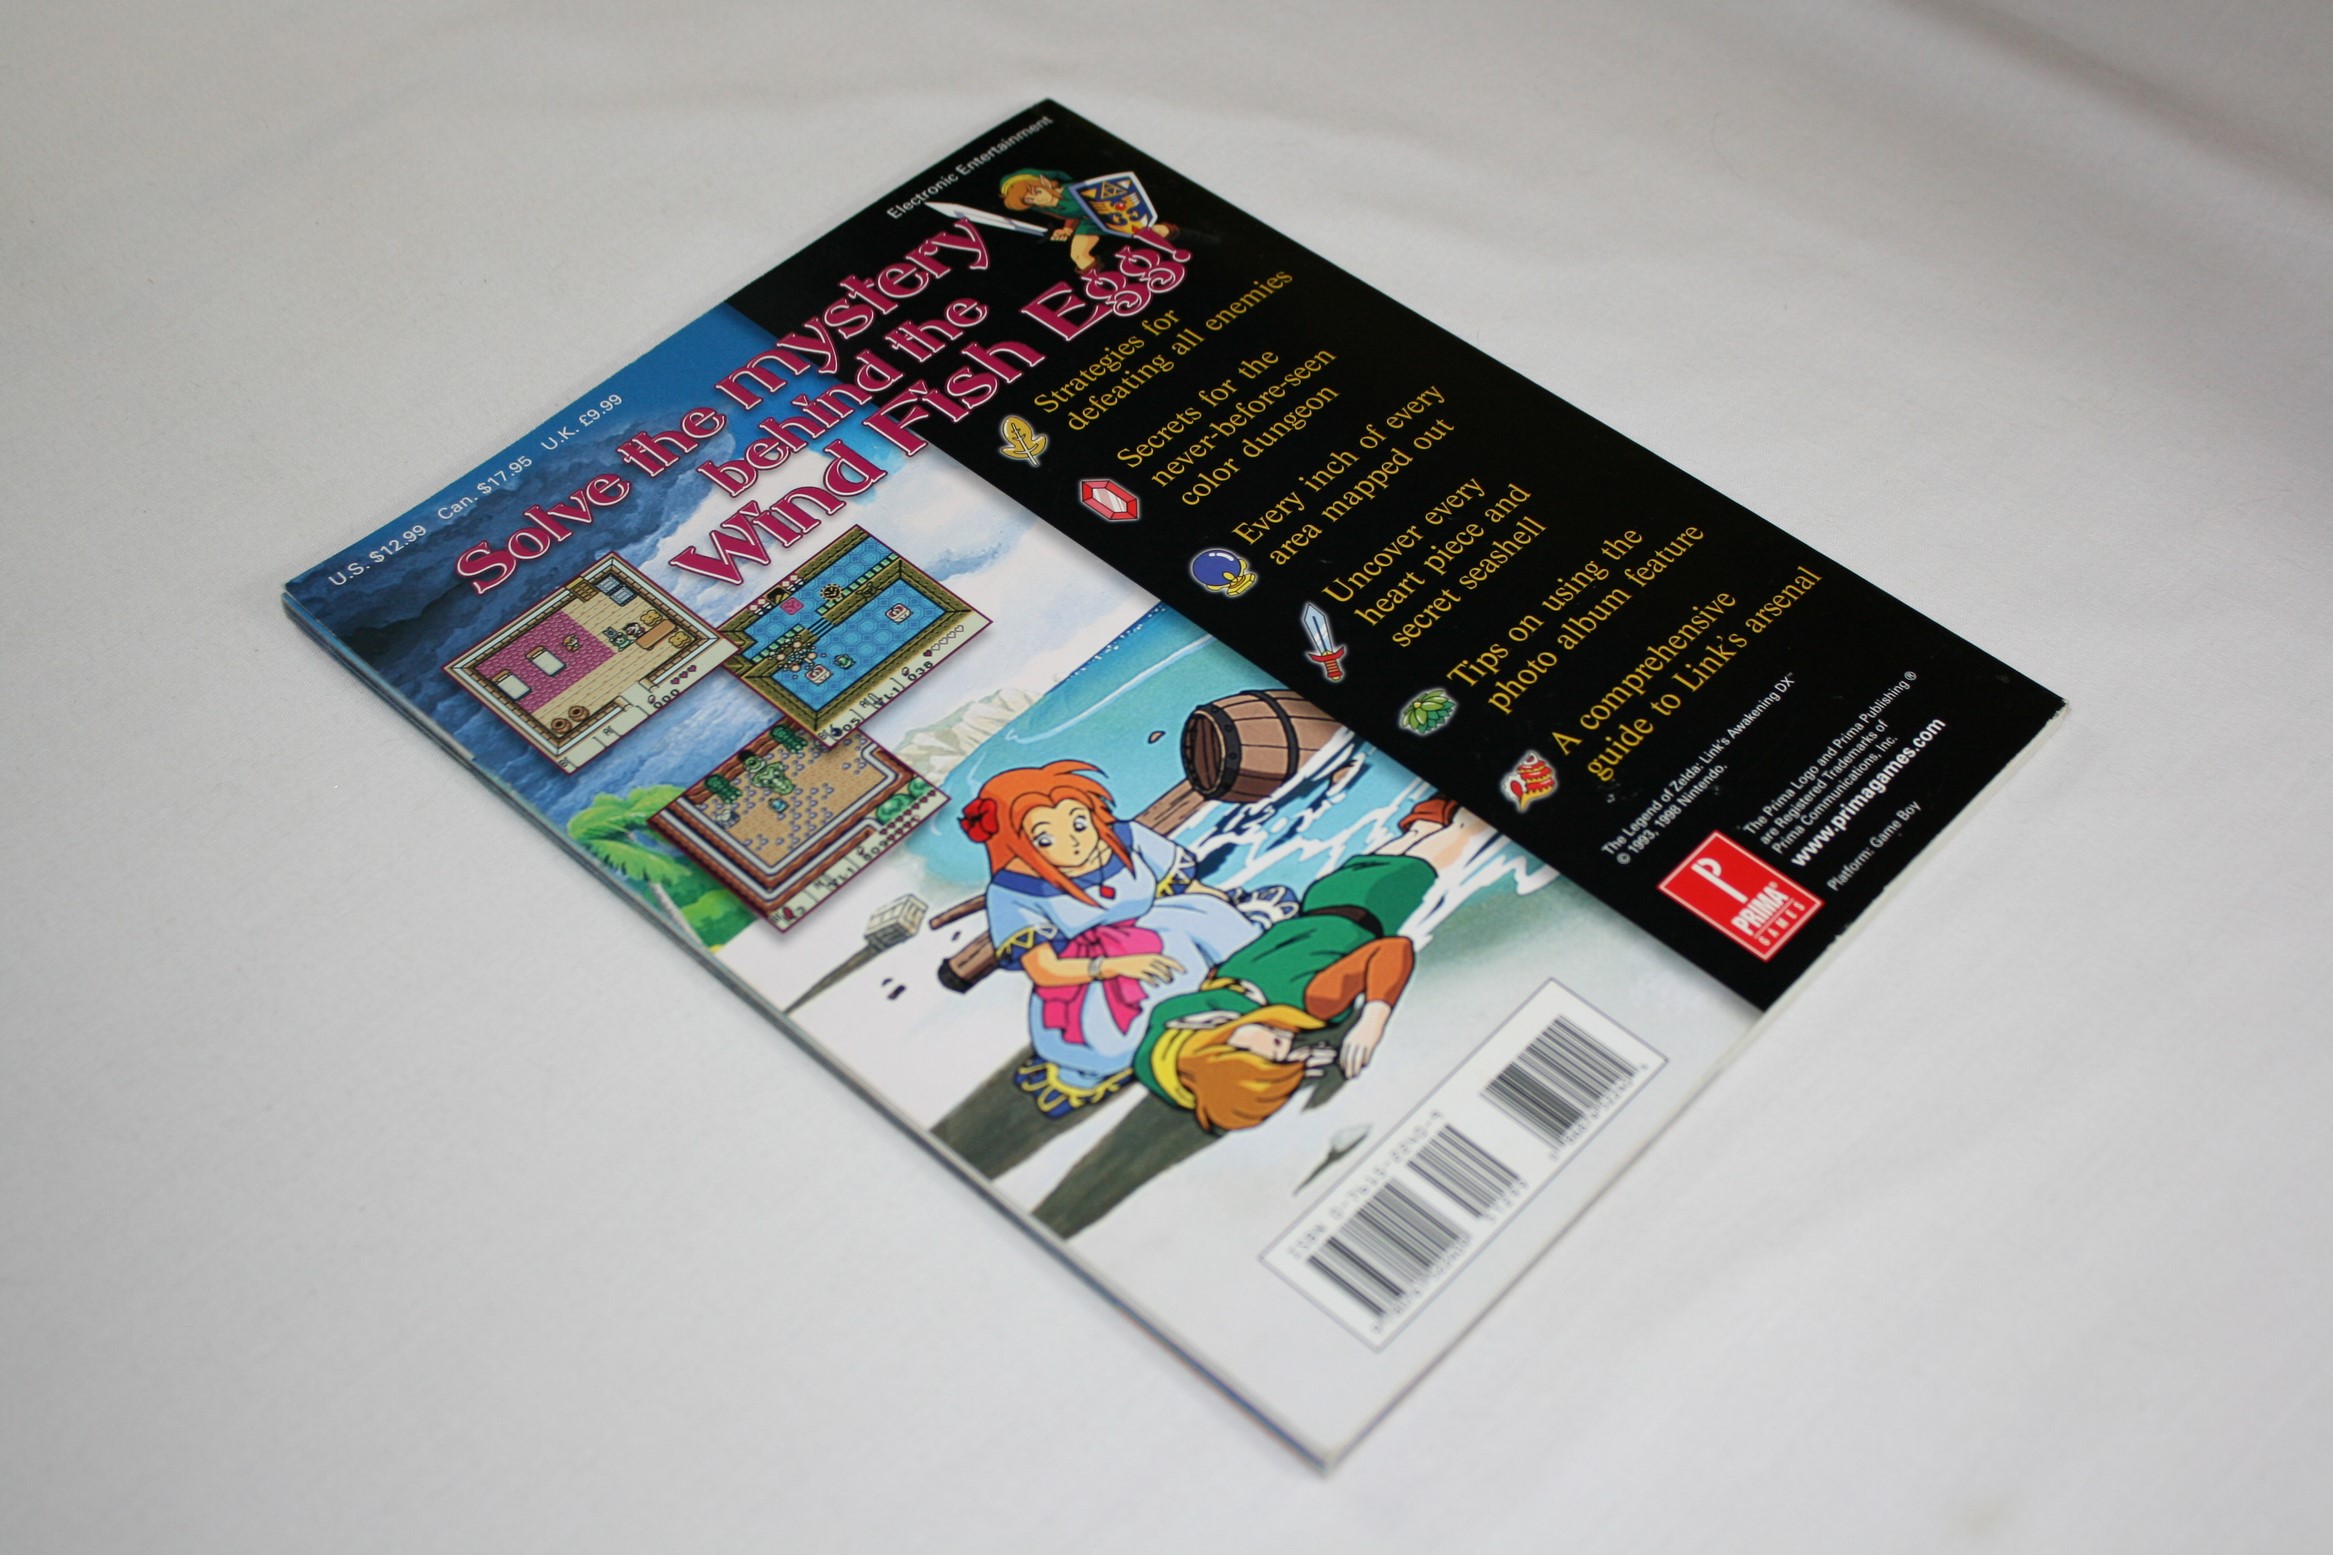 Electronic Entertainment
U.S. $12.99 Can. $17.95 U.K. £9.99
Solve the mystery
behind the
Wind Fish Egg!
Strategies for
defeating all enemies
Secrets for the
never-before-seen
color dungeon
Every inch of every
area mapped out
Uncover every
heart piece and
secret seashell
Tips on using the
photo album feature
A comprehensive
guide to Link's arsenal
The Legend of Zelda: Link's Awakening DX™
© 1993, 1998 Nintendo.
P
PRIMA®
GAMES
The Prima Logo and Prima Publishing ®
are Registered Trademarks of
Prima Communications, Inc.
www.primagames.com
Platform: Game Boy
ISBN